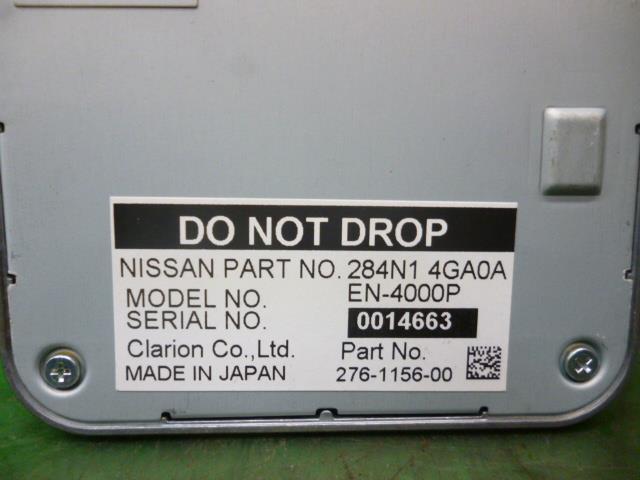 DO NOT DROP
NISSAN PART NO. 284N1 4GA0A
MODEL NO. EN-4000P
SERIAL NO. 0014663
Clarion Co.,Ltd. Part No.
MADE IN JAPAN 276-1156-00